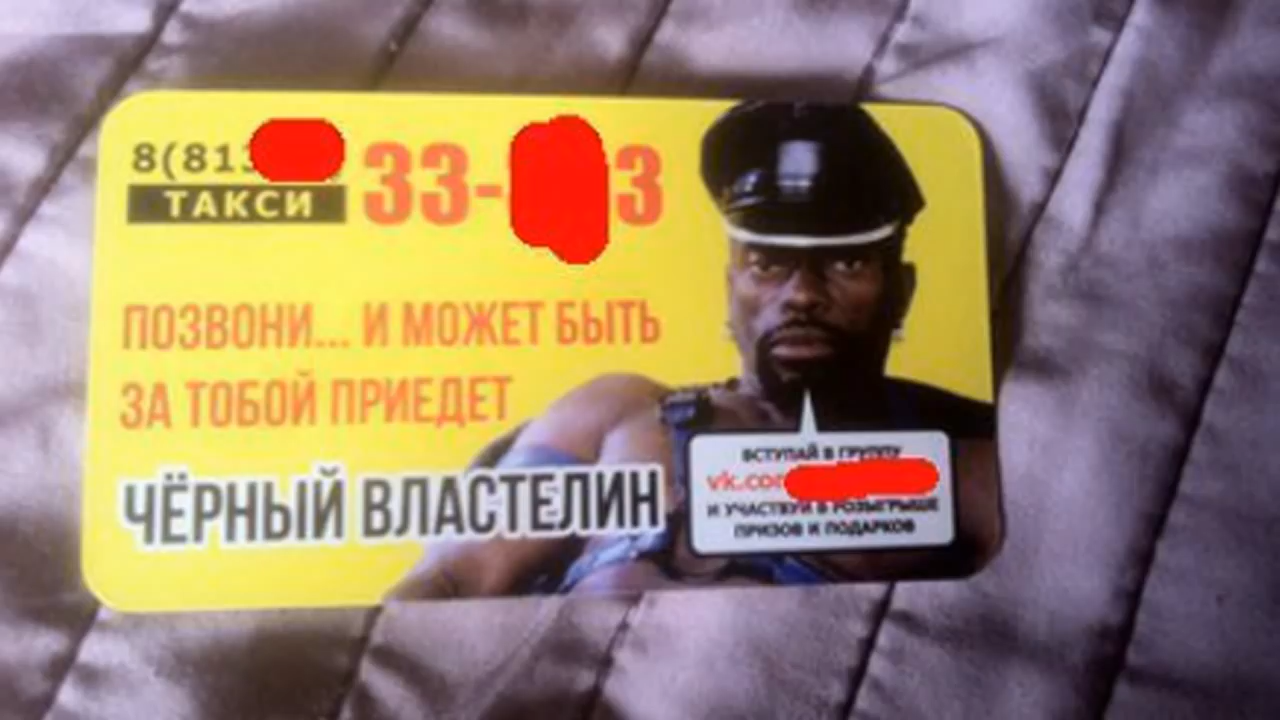 8(813
ТАКСИ
33- 3
ПОЗВОНИ... И МОЖЕТ БЫТЬ
ЗА ТОБОЙ ПРИЕДЕТ
ЧЁРНЫЙ ВЛАСТЕЛИН
ВСТУПАЙ В ГРУППУ
vk.com
И УЧАСТВУЙ В РОЗЫГРЫШЕ
ПРИЗОВ И ПОДАРКОВ